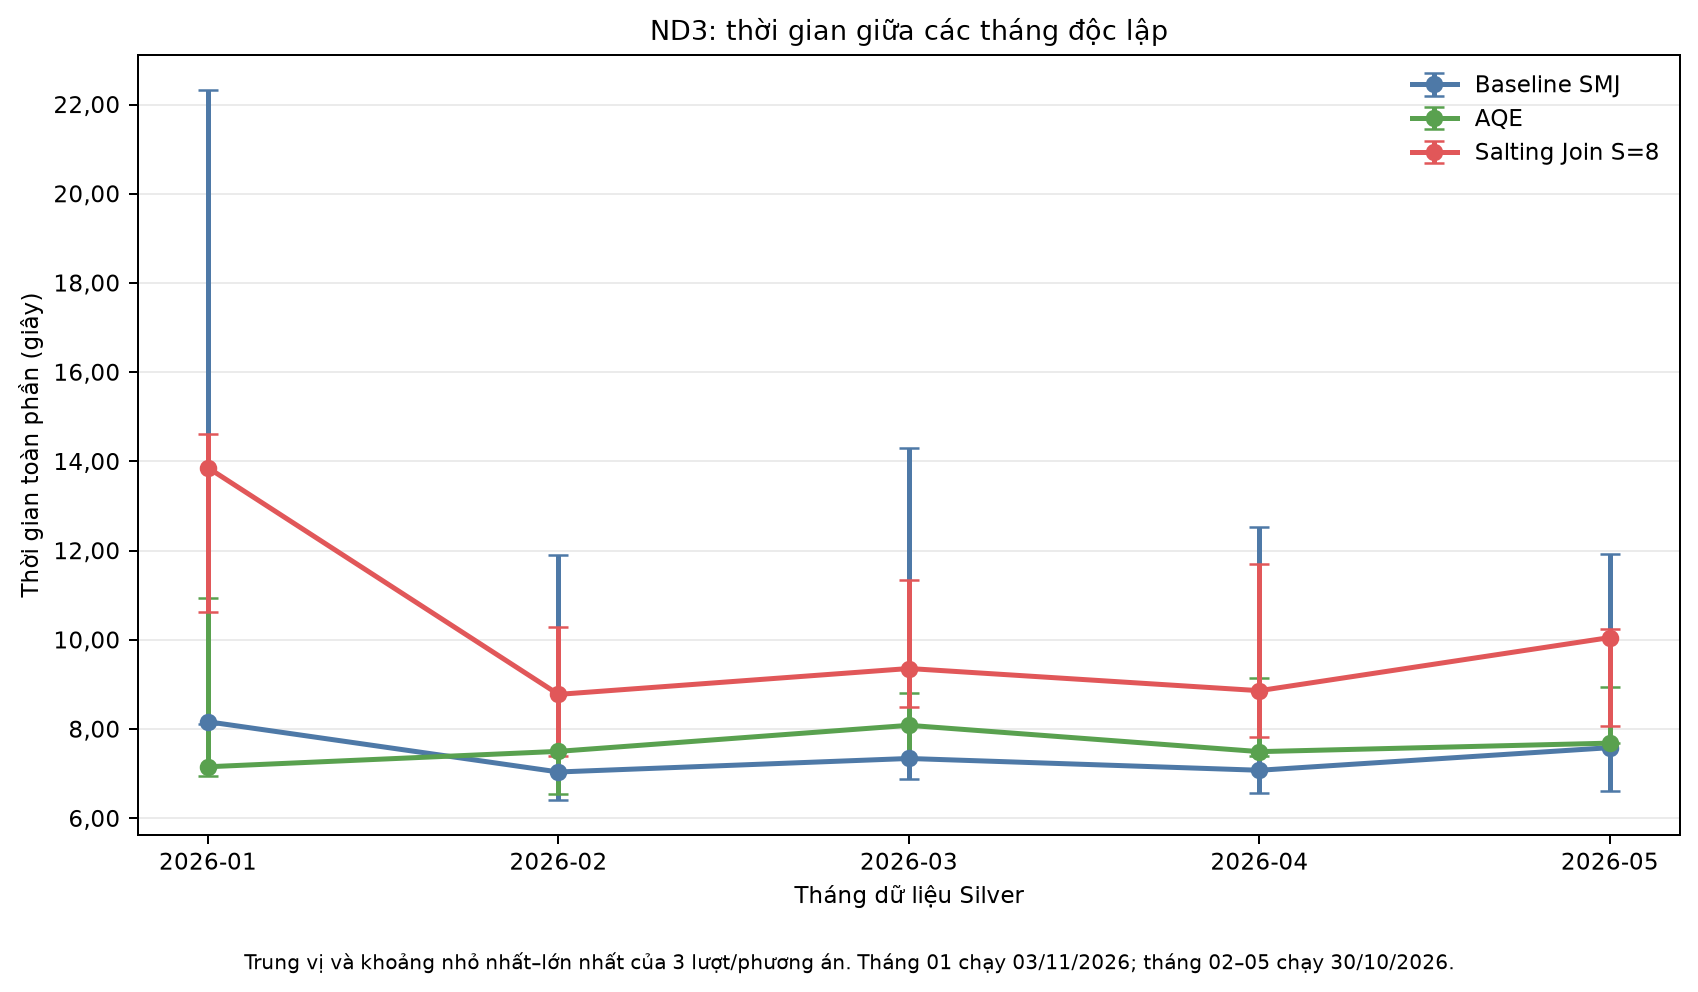 ND3: thời gian giữa các tháng độc lập
Baseline SMJ
AQE
Salting Join S=8
Thời gian toàn phần (giây)
22,00
20,00
18,00
16,00
14,00
12,00
10,00
8,00
6,00
2026-01
2026-02
2026-03
2026-04
2026-05
Tháng dữ liệu Silver
Trung vị và khoảng nhỏ nhất–lớn nhất của 3 lượt/phương án. Tháng 01 chạy 03/11/2026; tháng 02–05 chạy 30/10/2026.